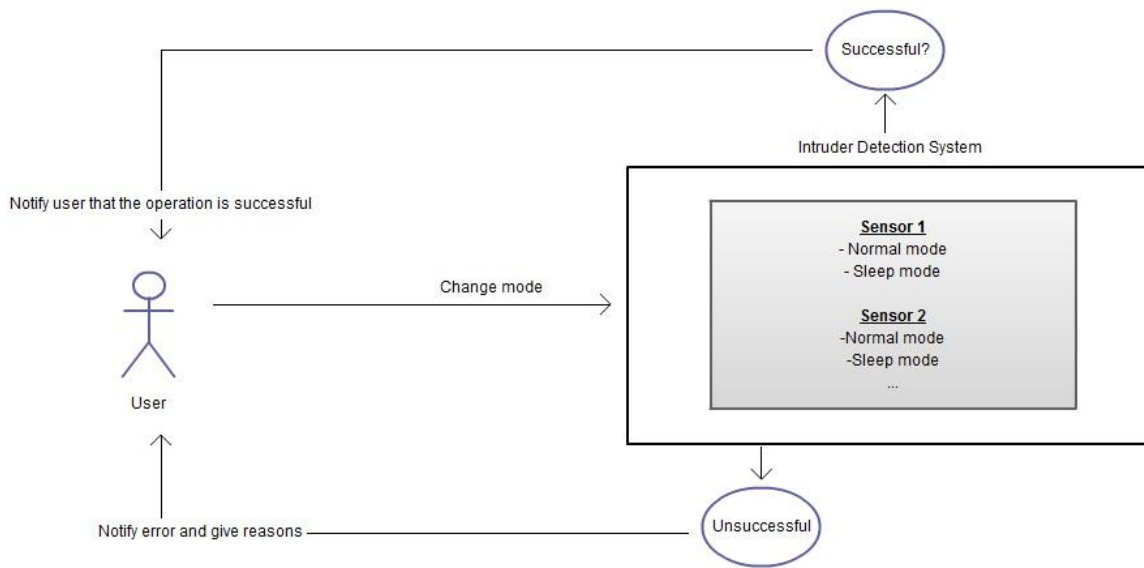 Successful?
Intruder Detection System
Notify user that the operation is successful
Sensor 1
- Normal mode
- Sleep mode
Change mode
Sensor 2
-Normal mode
-Sleep mode
...
User
Unsuccessful
Notify error and give reasons